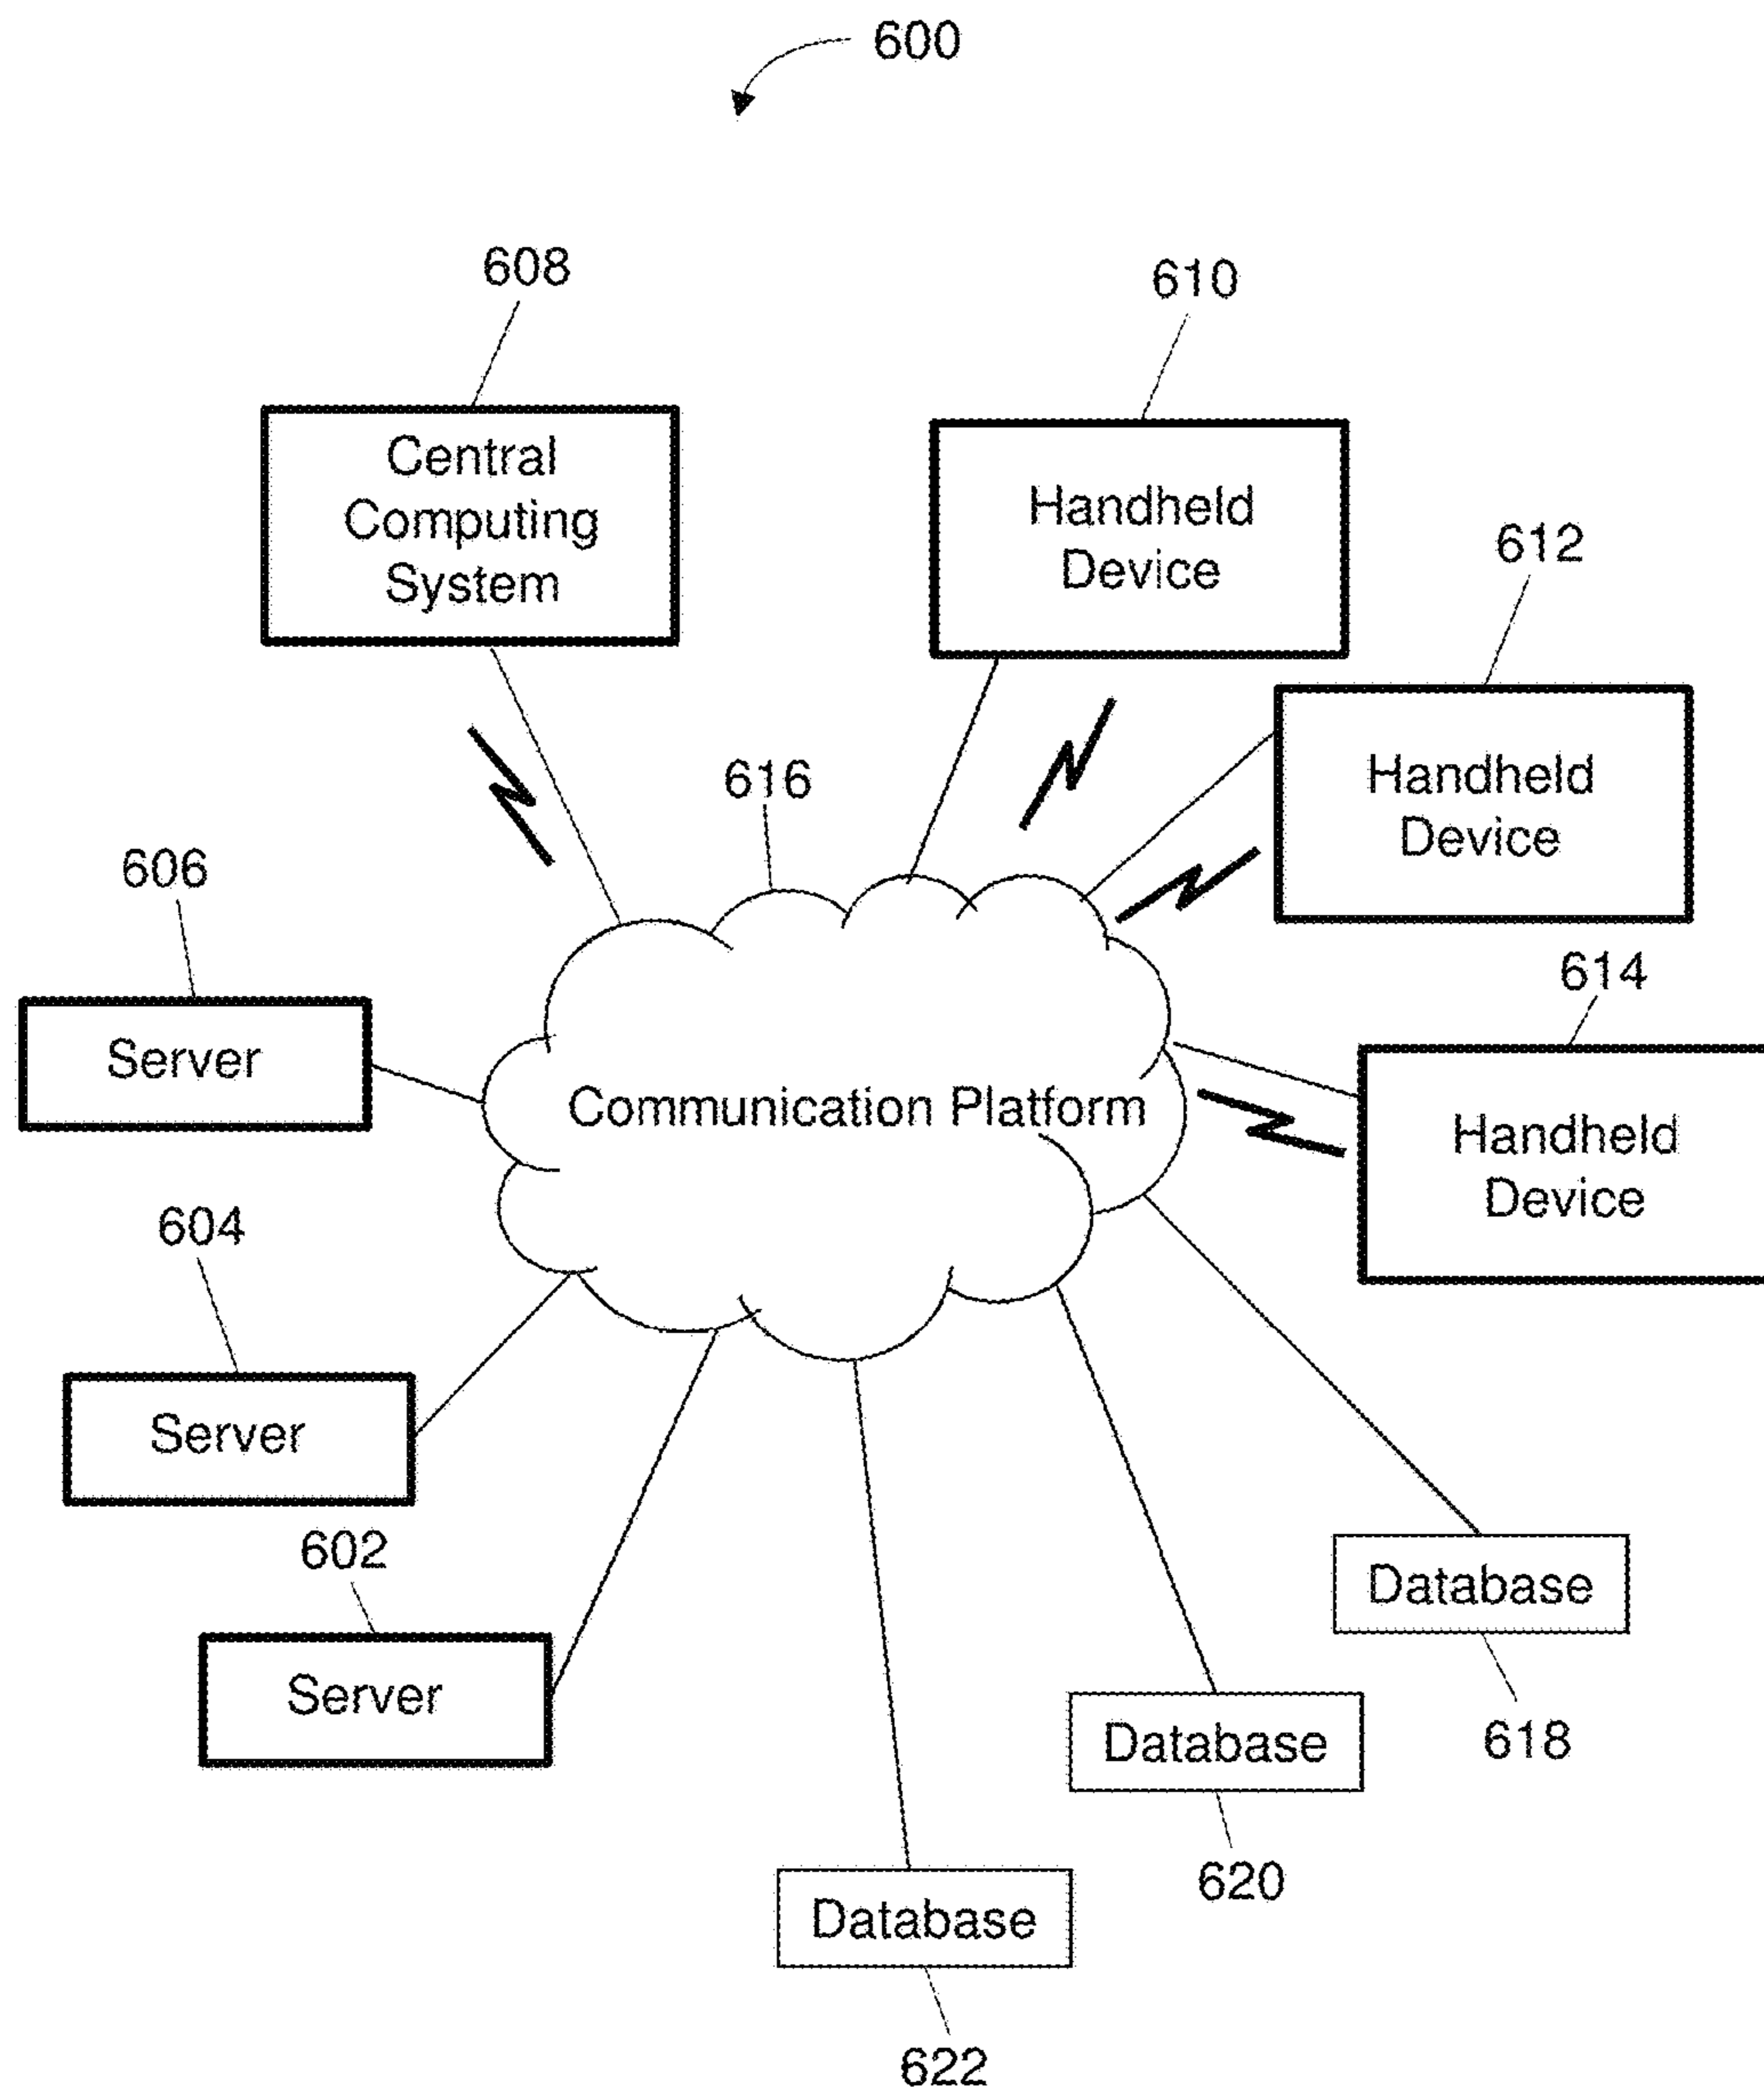 600
608
610
Central
Computing
System
Handheld
Device
612
616
Handheld
Device
606
614
Server
Communication Platform
Handheld
Device
604
Server
602
Database
Server
618
Database
620
Database
622